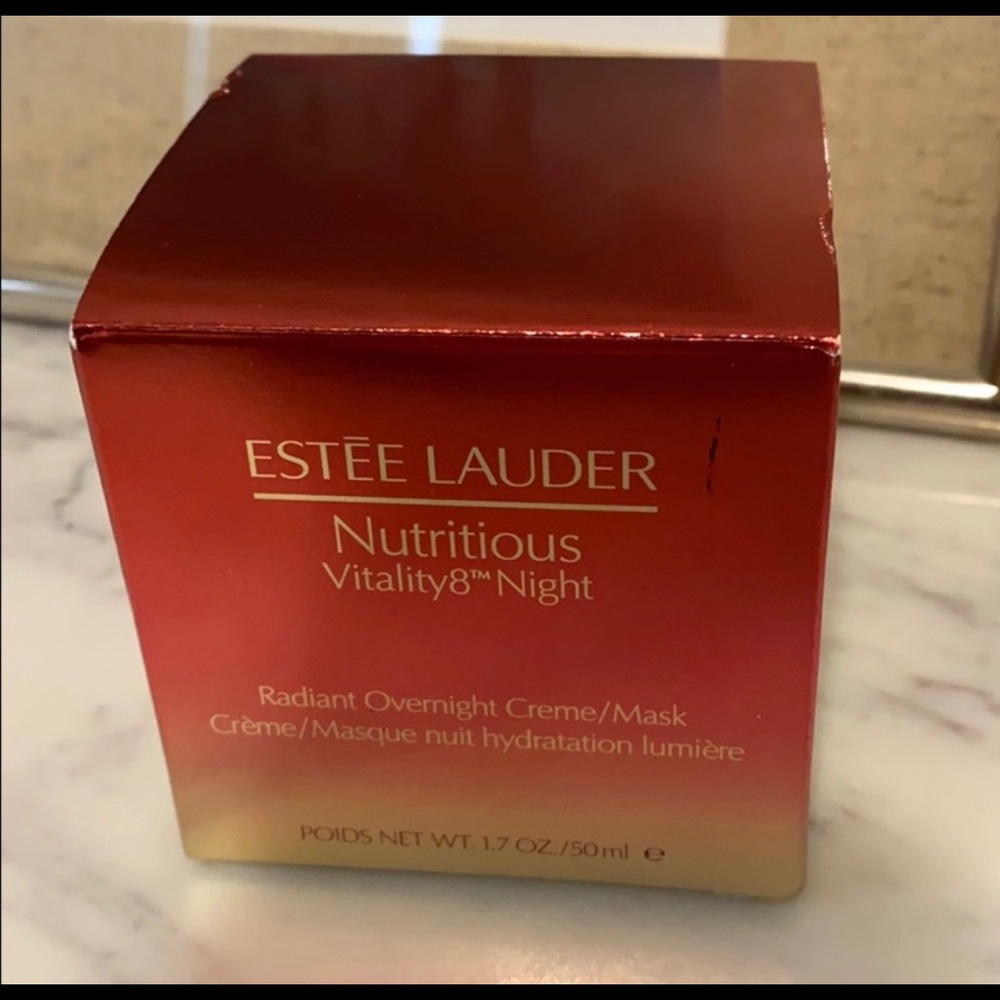 ESTĒE LAUDER
Nutritious
Vitality8™ Night
Radiant Overnight Creme/Mask
Crème/Masque nuit hydratation lumière
POIDS NET WT. 1.7 OZ./50 ml ℮